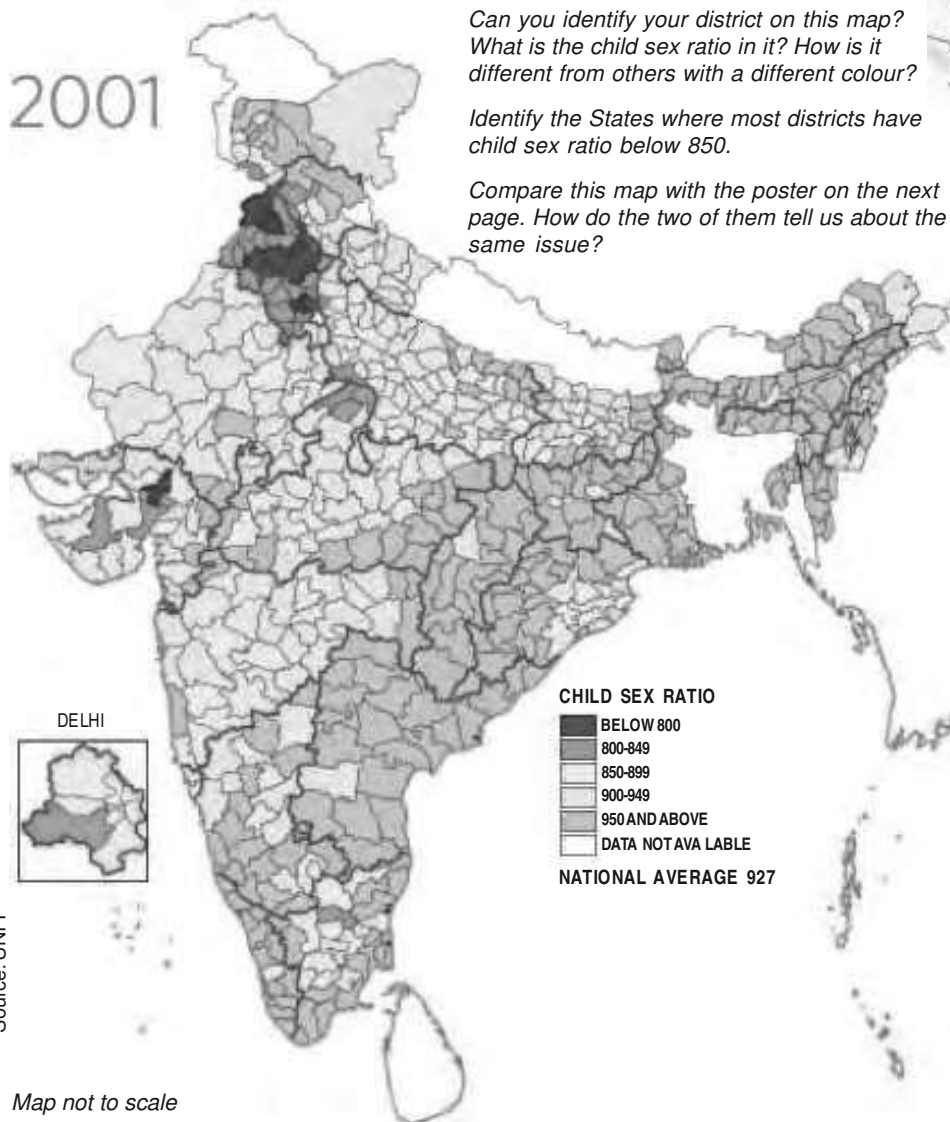 2001
Can you identify your district on this map?
What is the child sex ratio in it? How is it
different from others with a different colour?
Identify the States where most districts have
child sex ratio below 850.
Compare this map with the poster on the next
page. How do the two of them tell us about the
same issue?
DELHI
CHILD SEX RATIO
BELOW 800
800-849
850-899
900-949
950 AND ABOVE
DATA NOT AVA LABLE
NATIONAL AVERAGE 927
Source:
Map not to scale